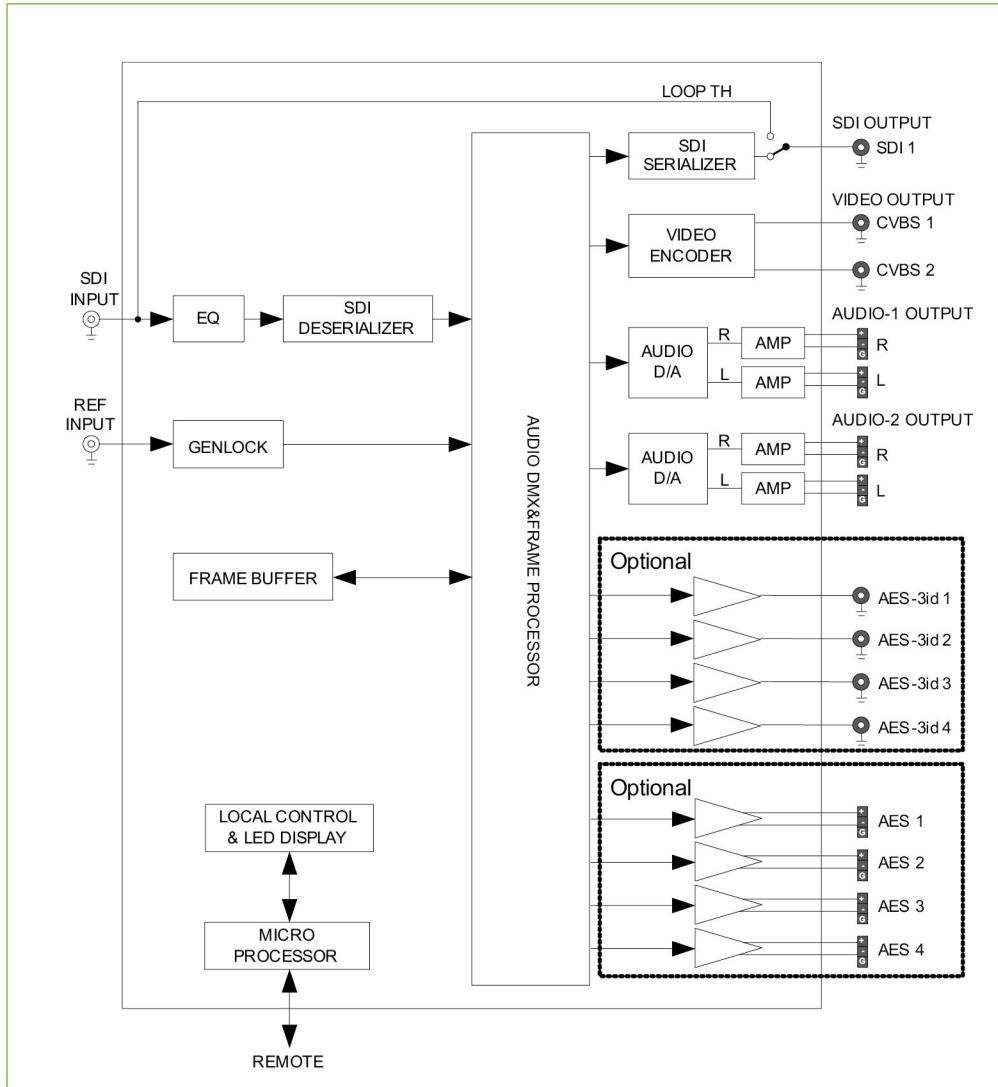 LOOP TH
SDI OUTPUT
SDI
SERIALIZER
SDI 1
VIDEO OUTPUT
VIDEO
ENCODER
CVBS 1
CVBS 2
SDI
INPUT
EQ
SDI
DESERIALIZER
AUDIO-1 OUTPUT
AUDIO
D/A
R
AMP
+
-
G
R
L
AMP
+
-
G
L
REF
INPUT
GENLOCK
AUDIO DMX&FRAME PROCESSOR
AUDIO-2 OUTPUT
AUDIO
D/A
R
AMP
+
-
G
R
L
AMP
+
-
G
L
FRAME BUFFER
Optional
AES-3id 1
AES-3id 2
AES-3id 3
AES-3id 4
Optional
+
-
G
AES 1
+
-
G
AES 2
+
-
G
AES 3
+
-
G
AES 4
LOCAL CONTROL
& LED DISPLAY
MICRO
PROCESSOR
REMOTE